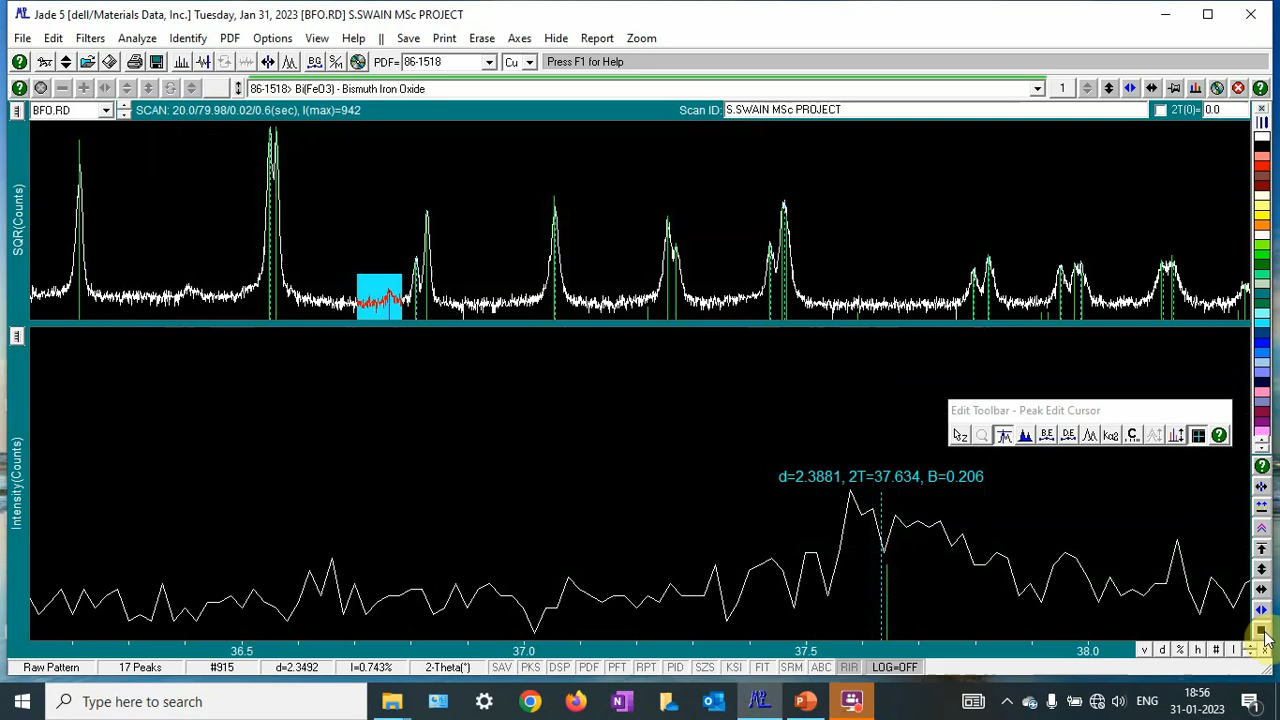 Jade 5 [dell/Materials Data, Inc.] Tuesday, Jan 31, 2023 [BFO.RD] S.SWAIN MSc PROJECT
File Edit Filters Analyze Identify PDF Options View Help || Save Print Erase Axes Hide Report Zoom
BG S/M PDF= 86-1518 Cu Press F1 for Help
86-1518> Bi(FeO3) - Bismuth Iron Oxide 1
BFO.RD SCAN: 20.0/79.98/0.02/0.6(sec), I(max)=942 Scan ID: S.SWAIN MSc PROJECT 2T(0)= 0.0
SQR(Counts)
Edit Toolbar - Peak Edit Cursor
B.E D.E Ka2 C..
d=2.3881, 2T=37.634, B=0.206
Intensity(Counts)
36.5 37.0 37.5 38.0 v d % h # I
Raw Pattern 17 Peaks #915 d=2.3492 I=0.743% 2-Theta(°) SAV PKS DSP PDF PFT RPT PID SZS KSI FIT SRM ABC RIR LOG=OFF
Type here to search
ENG
18:56
31-01-2023
1